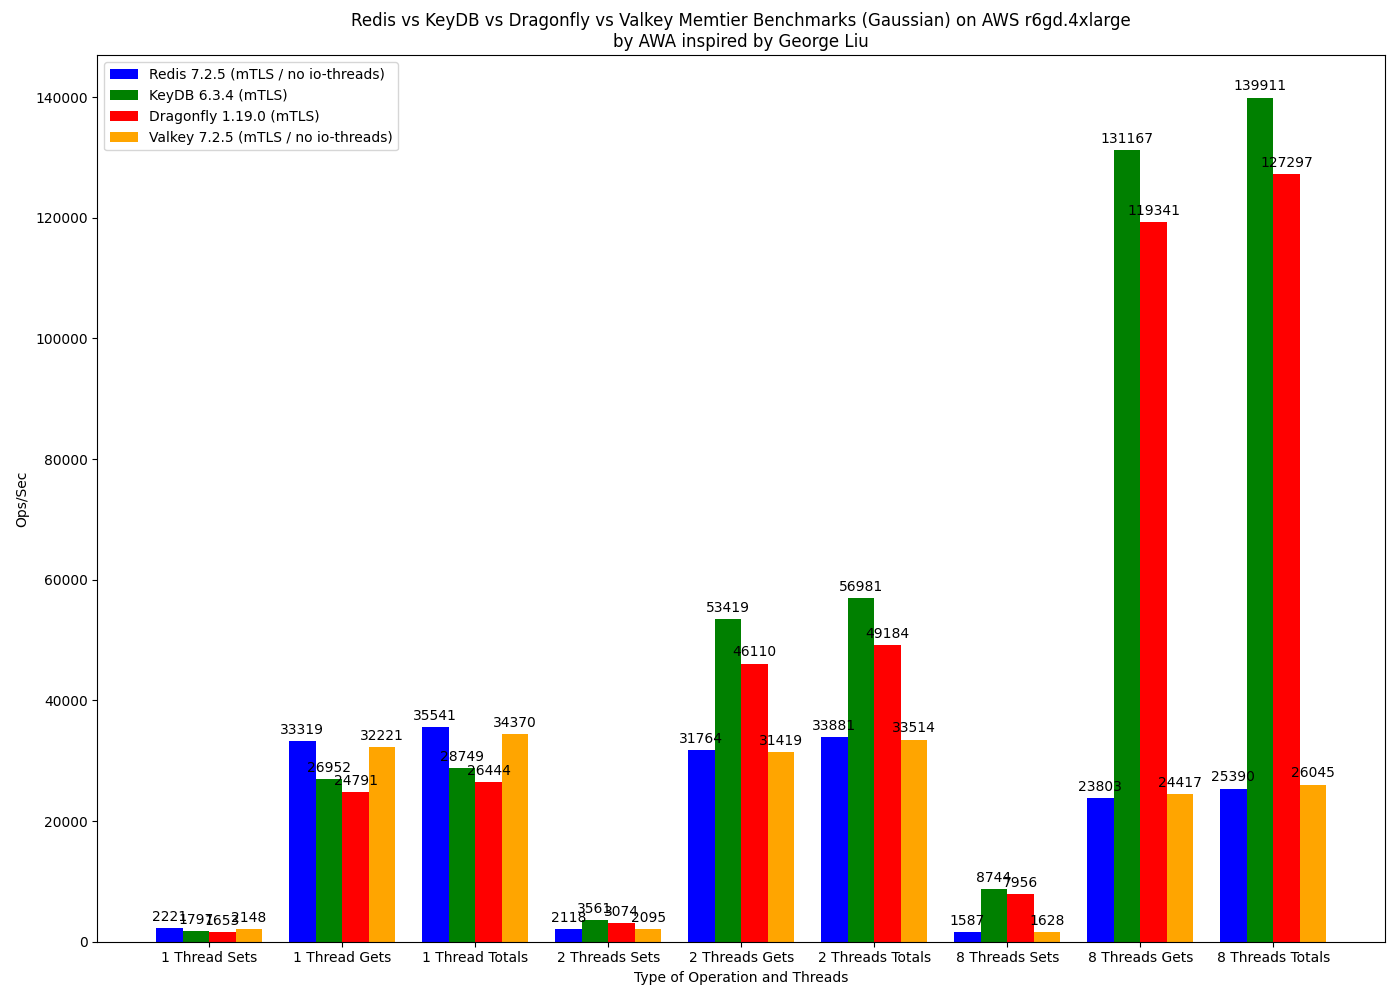 Redis vs KeyDB vs Dragonfly vs Valkey Memtier Benchmarks (Gaussian) on AWS r6gd.4xlarge
by AWA inspired by George Liu
Redis 7.2.5 (mTLS / no io-threads)
KeyDB 6.3.4 (mTLS)
Dragonfly 1.19.0 (mTLS)
Valkey 7.2.5 (mTLS / no io-threads)
Ops/Sec
140000
120000
100000
80000
60000
40000
20000
0
2221
1797
1653
2148
33319
26952
24791
32221
35541
28749
26444
34370
2118
3561
3074
2095
31764
53419
46110
31419
33881
56981
49184
33514
1587
8744
7956
1628
23803
131167
119341
24417
25390
139911
127297
26045
1 Thread Sets
1 Thread Gets
1 Thread Totals
2 Threads Sets
2 Threads Gets
2 Threads Totals
8 Threads Sets
8 Threads Gets
8 Threads Totals
Type of Operation and Threads